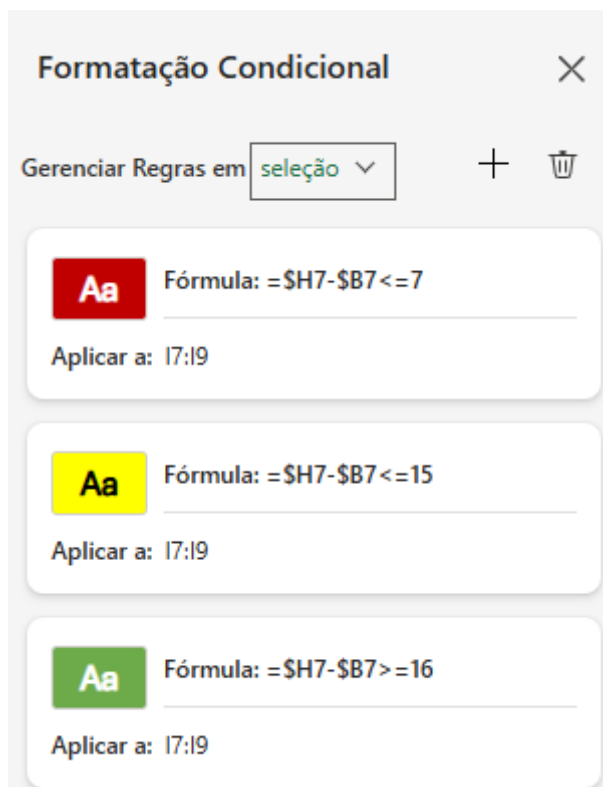 Formatação Condicional
Gerenciar Regras em seleção
Aa Fórmula: =$H7-$B7<=7
Aplicar a: I7:I9
Aa Fórmula: =$H7-$B7<=15
Aplicar a: I7:I9
Aa Fórmula: =$H7-$B7>=16
Aplicar a: I7:I9